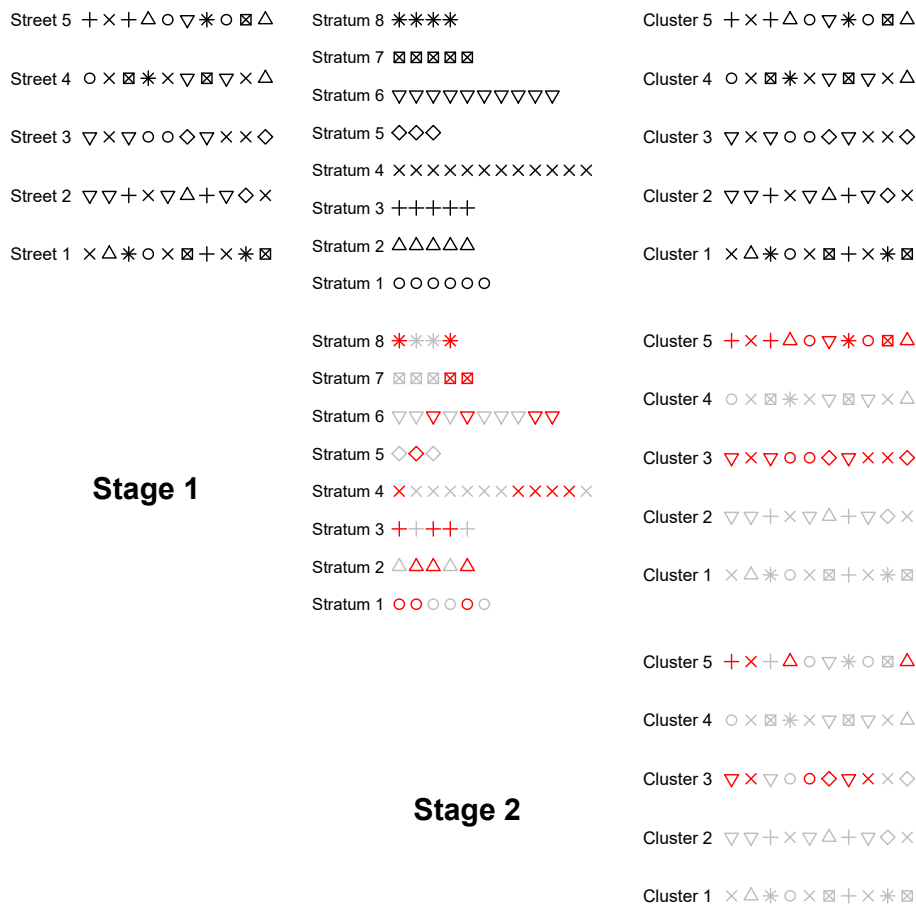 Street 5
Street 4
Street 3
Street 2
Street 1
Stratum 8
Stratum 7
Stratum 6
Stratum 5
Stratum 4
Stratum 3
Stratum 2
Stratum 1
Cluster 5
Cluster 4
Cluster 3
Cluster 2
Cluster 1
Stage 1
Stratum 8
Stratum 7
Stratum 6
Stratum 5
Stratum 4
Stratum 3
Stratum 2
Stratum 1
Cluster 5
Cluster 4
Cluster 3
Cluster 2
Cluster 1
Stage 2
Cluster 5
Cluster 4
Cluster 3
Cluster 2
Cluster 1